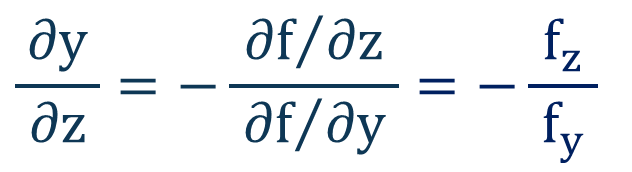 ∂y/∂z = − (∂f/∂z)/(∂f/∂y) = − f_z/f_y